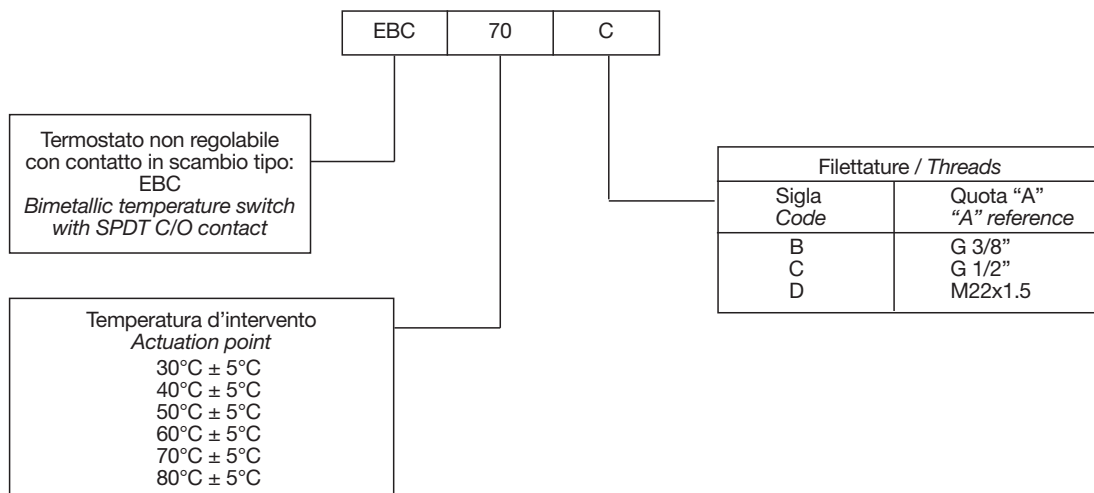 EBC 70 C
Termostato non regolabile
con contatto in scambio tipo:
EBC
Bimetallic temperature switch
with SPDT C/O contact
Filettature / Threads
Sigla Quota “A”
Code “A” reference
B G 3/8”
C G 1/2”
D M22x1.5
Temperatura d’intervento
Actuation point
30°C ± 5°C
40°C ± 5°C
50°C ± 5°C
60°C ± 5°C
70°C ± 5°C
80°C ± 5°C